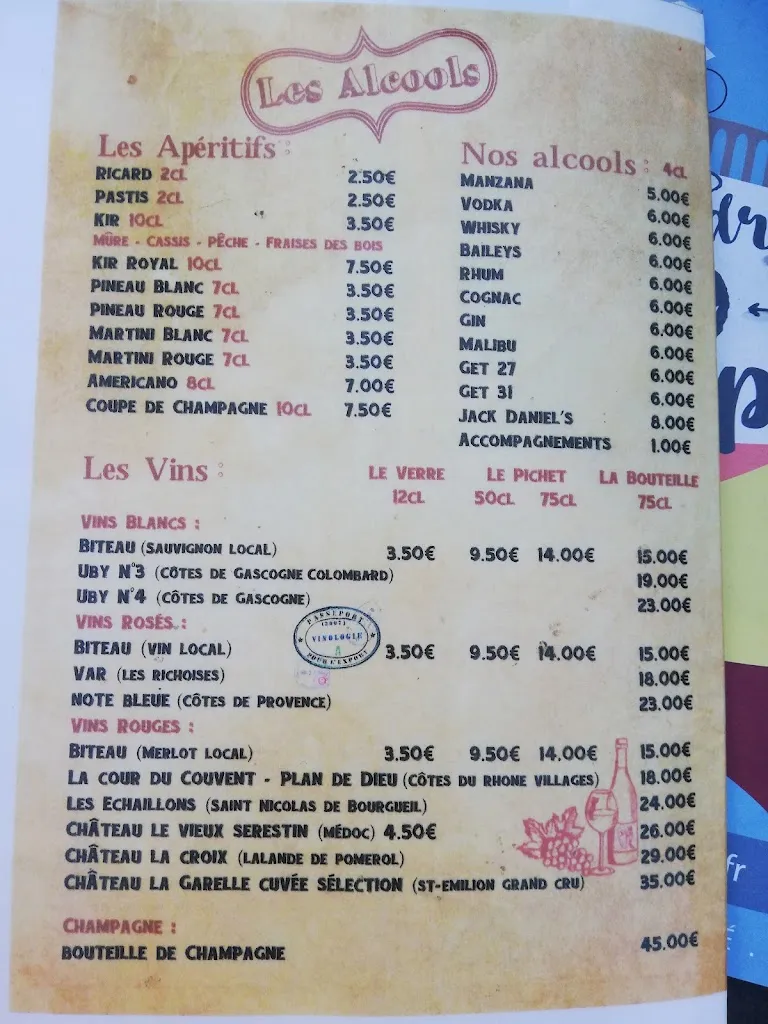 Les Alcools
Les Apéritifs :
RICARD 2CL 2.50€
PASTIS 2CL 2.50€
KIR 10CL 3.50€
MÛRE - CASSIS - PÊCHE - FRAISES DES BOIS
KIR ROYAL 10CL 7.50€
PINEAU BLANC 7CL 3.50€
PINEAU ROUGE 7CL 3.50€
MARTINI BLANC 7CL 3.50€
MARTINI ROUGE 7CL 3.50€
AMERICANO 8CL 7.00€
COUPE DE CHAMPAGNE 10CL 7.50€
Nos alcools : 4CL
MANZANA 5.00€
VODKA 6.00€
WHISKY 6.00€
BAILEYS 6.00€
RHUM 6.00€
COGNAC 6.00€
GIN 6.00€
MALIBU 6.00€
GET 27 6.00€
GET 31 6.00€
JACK DANIEL'S 8.00€
ACCOMPAGNEMENTS 1.00€
Les Vins : LE VERRE LE PICHET LA BOUTEILLE
12CL 50CL 75CL 75CL
VINS BLANCS :
BITEAU (SAUVIGNON LOCAL) 3.50€ 9.50€ 14.00€ 15.00€
UBY N°3 (CÔTES DE GASCOGNE COLOMBARD) 19.00€
UBY N°4 (CÔTES DE GASCOGNE) 23.00€
VINS ROSÉS :
PASSEPORT
(2007)
VINOLOGIE
POUR L'EXPORT
BITEAU (VIN LOCAL) 3.50€ 9.50€ 14.00€ 15.00€
VAR (LES RICHOISES) 18.00€
NOTE BLEUE (CÔTES DE PROVENCE) 23.00€
VINS ROUGES :
BITEAU (MERLOT LOCAL) 3.50€ 9.50€ 14.00€ 15.00€
LA COUR DU COUVENT - PLAN DE DIEU (CÔTES DU RHONE VILLAGES) 18.00€
LES ECHAILLONS (SAINT NICOLAS DE BOURGUEIL) 24.00€
CHÂTEAU LE VIEUX SERESTIN (MÉDOC) 4.50€ 26.00€
CHÂTEAU LA CROIX (LALANDE DE POMEROL) 29.00€
CHÂTEAU LA GARELLE CUVÉE SÉLECTION (ST-EMILION GRAND CRU) 35.00€
CHAMPAGNE :
BOUTEILLE DE CHAMPAGNE 45.00€